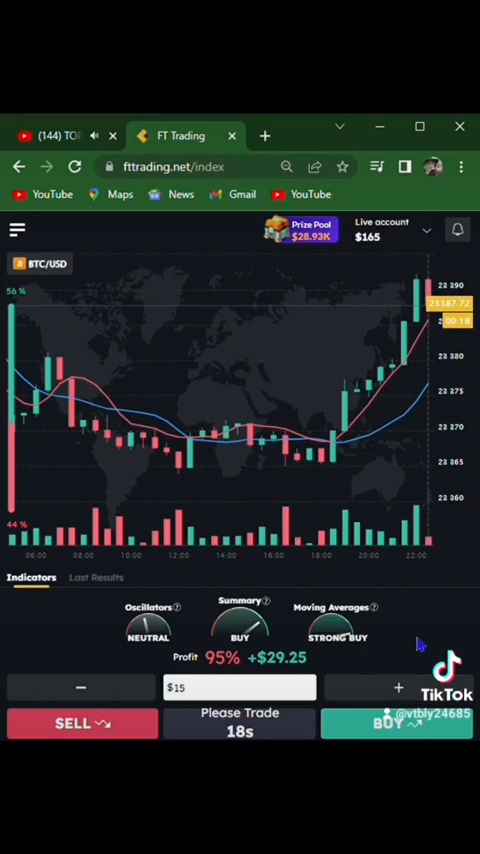 (144) TOP
FT Trading
fttrading.net/index
YouTube
Maps
News
Gmail
YouTube
Prize Pool
$28.93K
Live account
$165
BTC/USD
56 %
23 390
23387.72
00:18
23 380
23 375
23 370
23 365
23 360
44 %
06:00 08:00 10:00 12:00 14:00 16:00 18:00 20:00 22:00
Indicators
Last Results
Oscillators
Summary
Moving Averages
NEUTRAL
BUY
STRONG BUY
Profit 95% +$29.25
$15
SELL
Please Trade
18s
BUY
TikTok
@vtbly24685